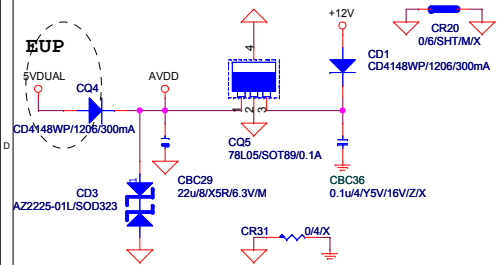 +12V
CR20
0/6/SHT/M/X
EUP
4
CD1
CD4148WP/1206/300mA
5VDUAL
CQ4
AVDD
1
2
3
CD4148WP/1206/300mA
CQ5
78L05/SOT89/0.1A
D
CBC29
22u/8/X5R/6.3V/M
CBC36
0.1u/4/Y5V/16V/Z/X
CD3
AZ2225-01L/SOD323
1
CR31
0/4/X